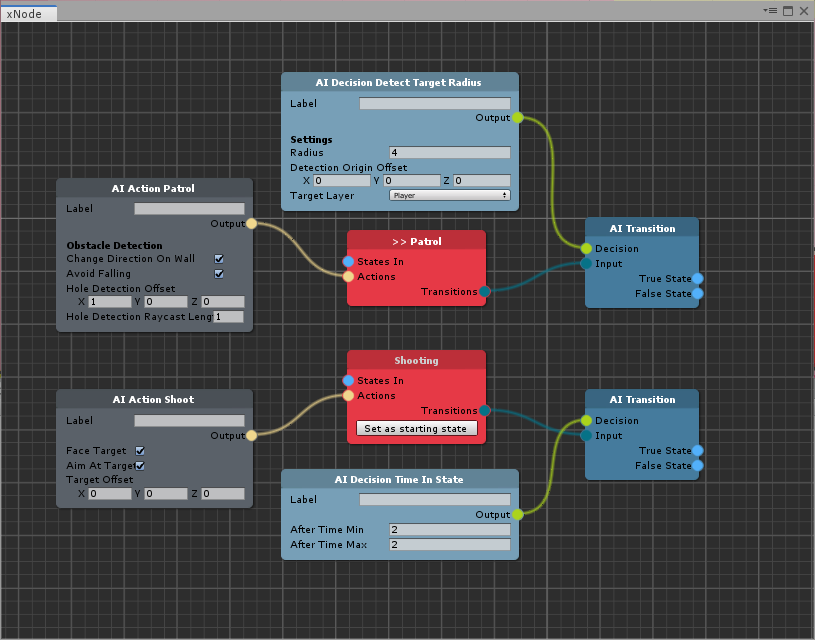 xNode
AI Decision Detect Target Radius
Label
Output
Settings
Radius 4
Detection Origin Offset
X 0 Y 0 Z 0
Target Layer Player
AI Action Patrol
Label
Output
Obstacle Detection
Change Direction On Wall
Avoid Falling
Hole Detection Offset
X 1 Y 0 Z 0
Hole Detection Raycast Leng 1
>> Patrol
States In
Actions
Transitions
AI Transition
Decision
Input
True State
False State
Shooting
States In
Actions
Transitions
Set as starting state
AI Action Shoot
Label
Output
Face Target
Aim At Target
Target Offset
X 0 Y 0 Z 0
AI Transition
Decision
Input
True State
False State
AI Decision Time In State
Label
Output
After Time Min 2
After Time Max 2